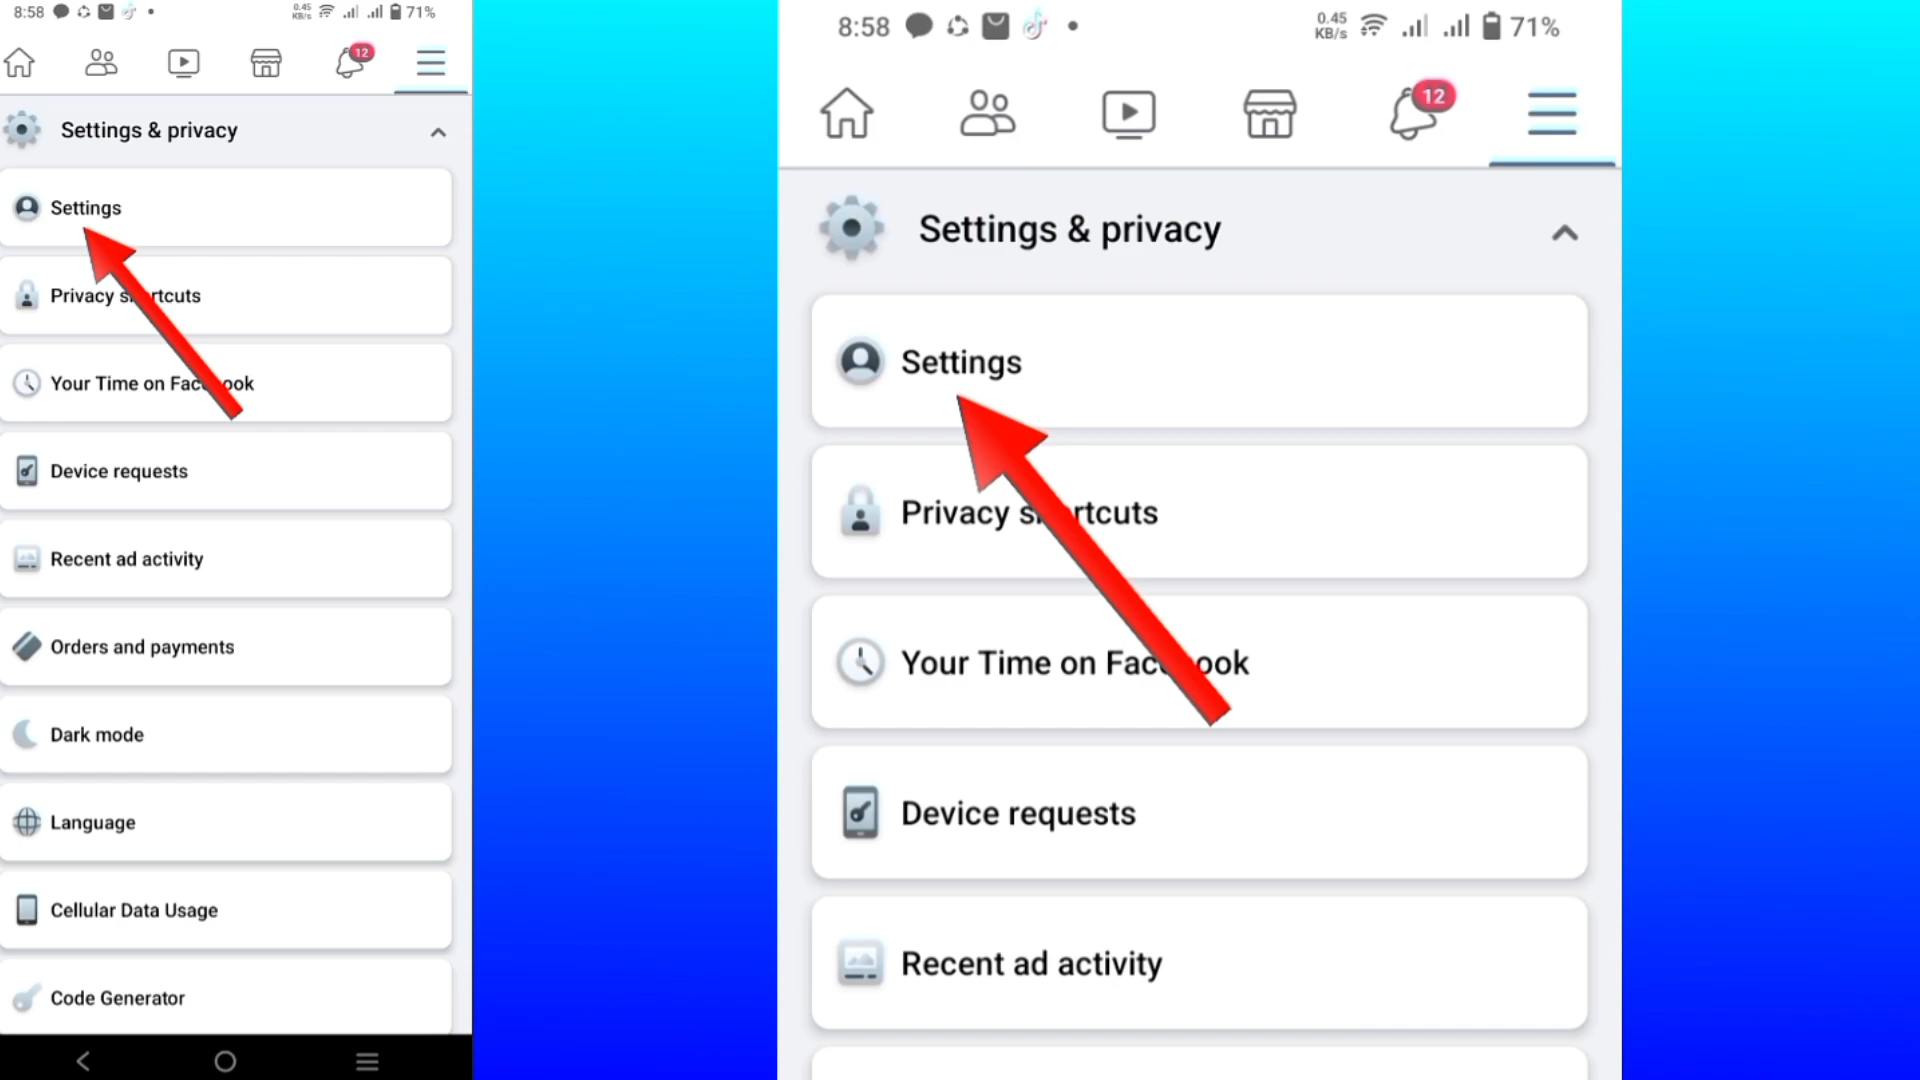 8:58
0.45
KB/s
71%
12
Settings & privacy
Settings
Privacy shortcuts
Your Time on Facebook
Device requests
Recent ad activity
Orders and payments
Dark mode
Language
Cellular Data Usage
Code Generator
8:58
0.45
KB/s
71%
12
Settings & privacy
Settings
Privacy shortcuts
Your Time on Facebook
Device requests
Recent ad activity